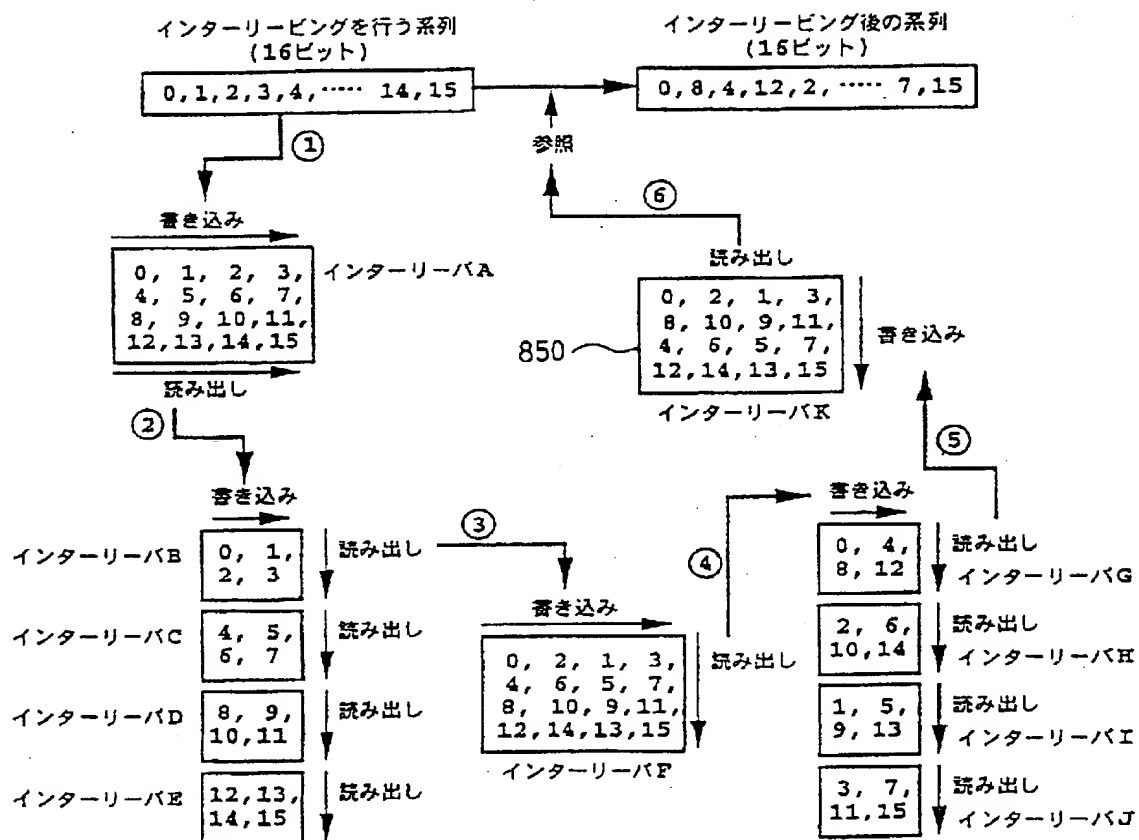 インターリービングを行う系列
(16ビット)
0,1,2,3,4,····· 14,15
インターリービング後の系列
(16ビット)
0,8,4,12,2,····· 7,15
①
参照
⑥
書き込み
0, 1, 2, 3,
4, 5, 6, 7,
8, 9, 10,11,
12,13,14,15
インターリーバA
読み出し
②
読み出し
0, 2, 1, 3,
8, 10, 9,11,
4, 6, 5, 7,
12,14,13,15
書き込み
850
インターリーバK
⑤
書き込み
インターリーバB
0, 1,
2, 3
読み出し
インターリーバC
4, 5,
6, 7
読み出し
インターリーバD
8, 9,
10,11
読み出し
インターリーバE
12,13,
14,15
読み出し
③
書き込み
0, 2, 1, 3,
4, 6, 5, 7,
8, 10, 9,11,
12,14,13,15
読み出し
インターリーバF
④
書き込み
0, 4,
8, 12
読み出し
インターリーバG
2, 6,
10,14
読み出し
インターリーバH
1, 5,
9, 13
読み出し
インターリーバI
3, 7,
11,15
読み出し
インターリーバJ